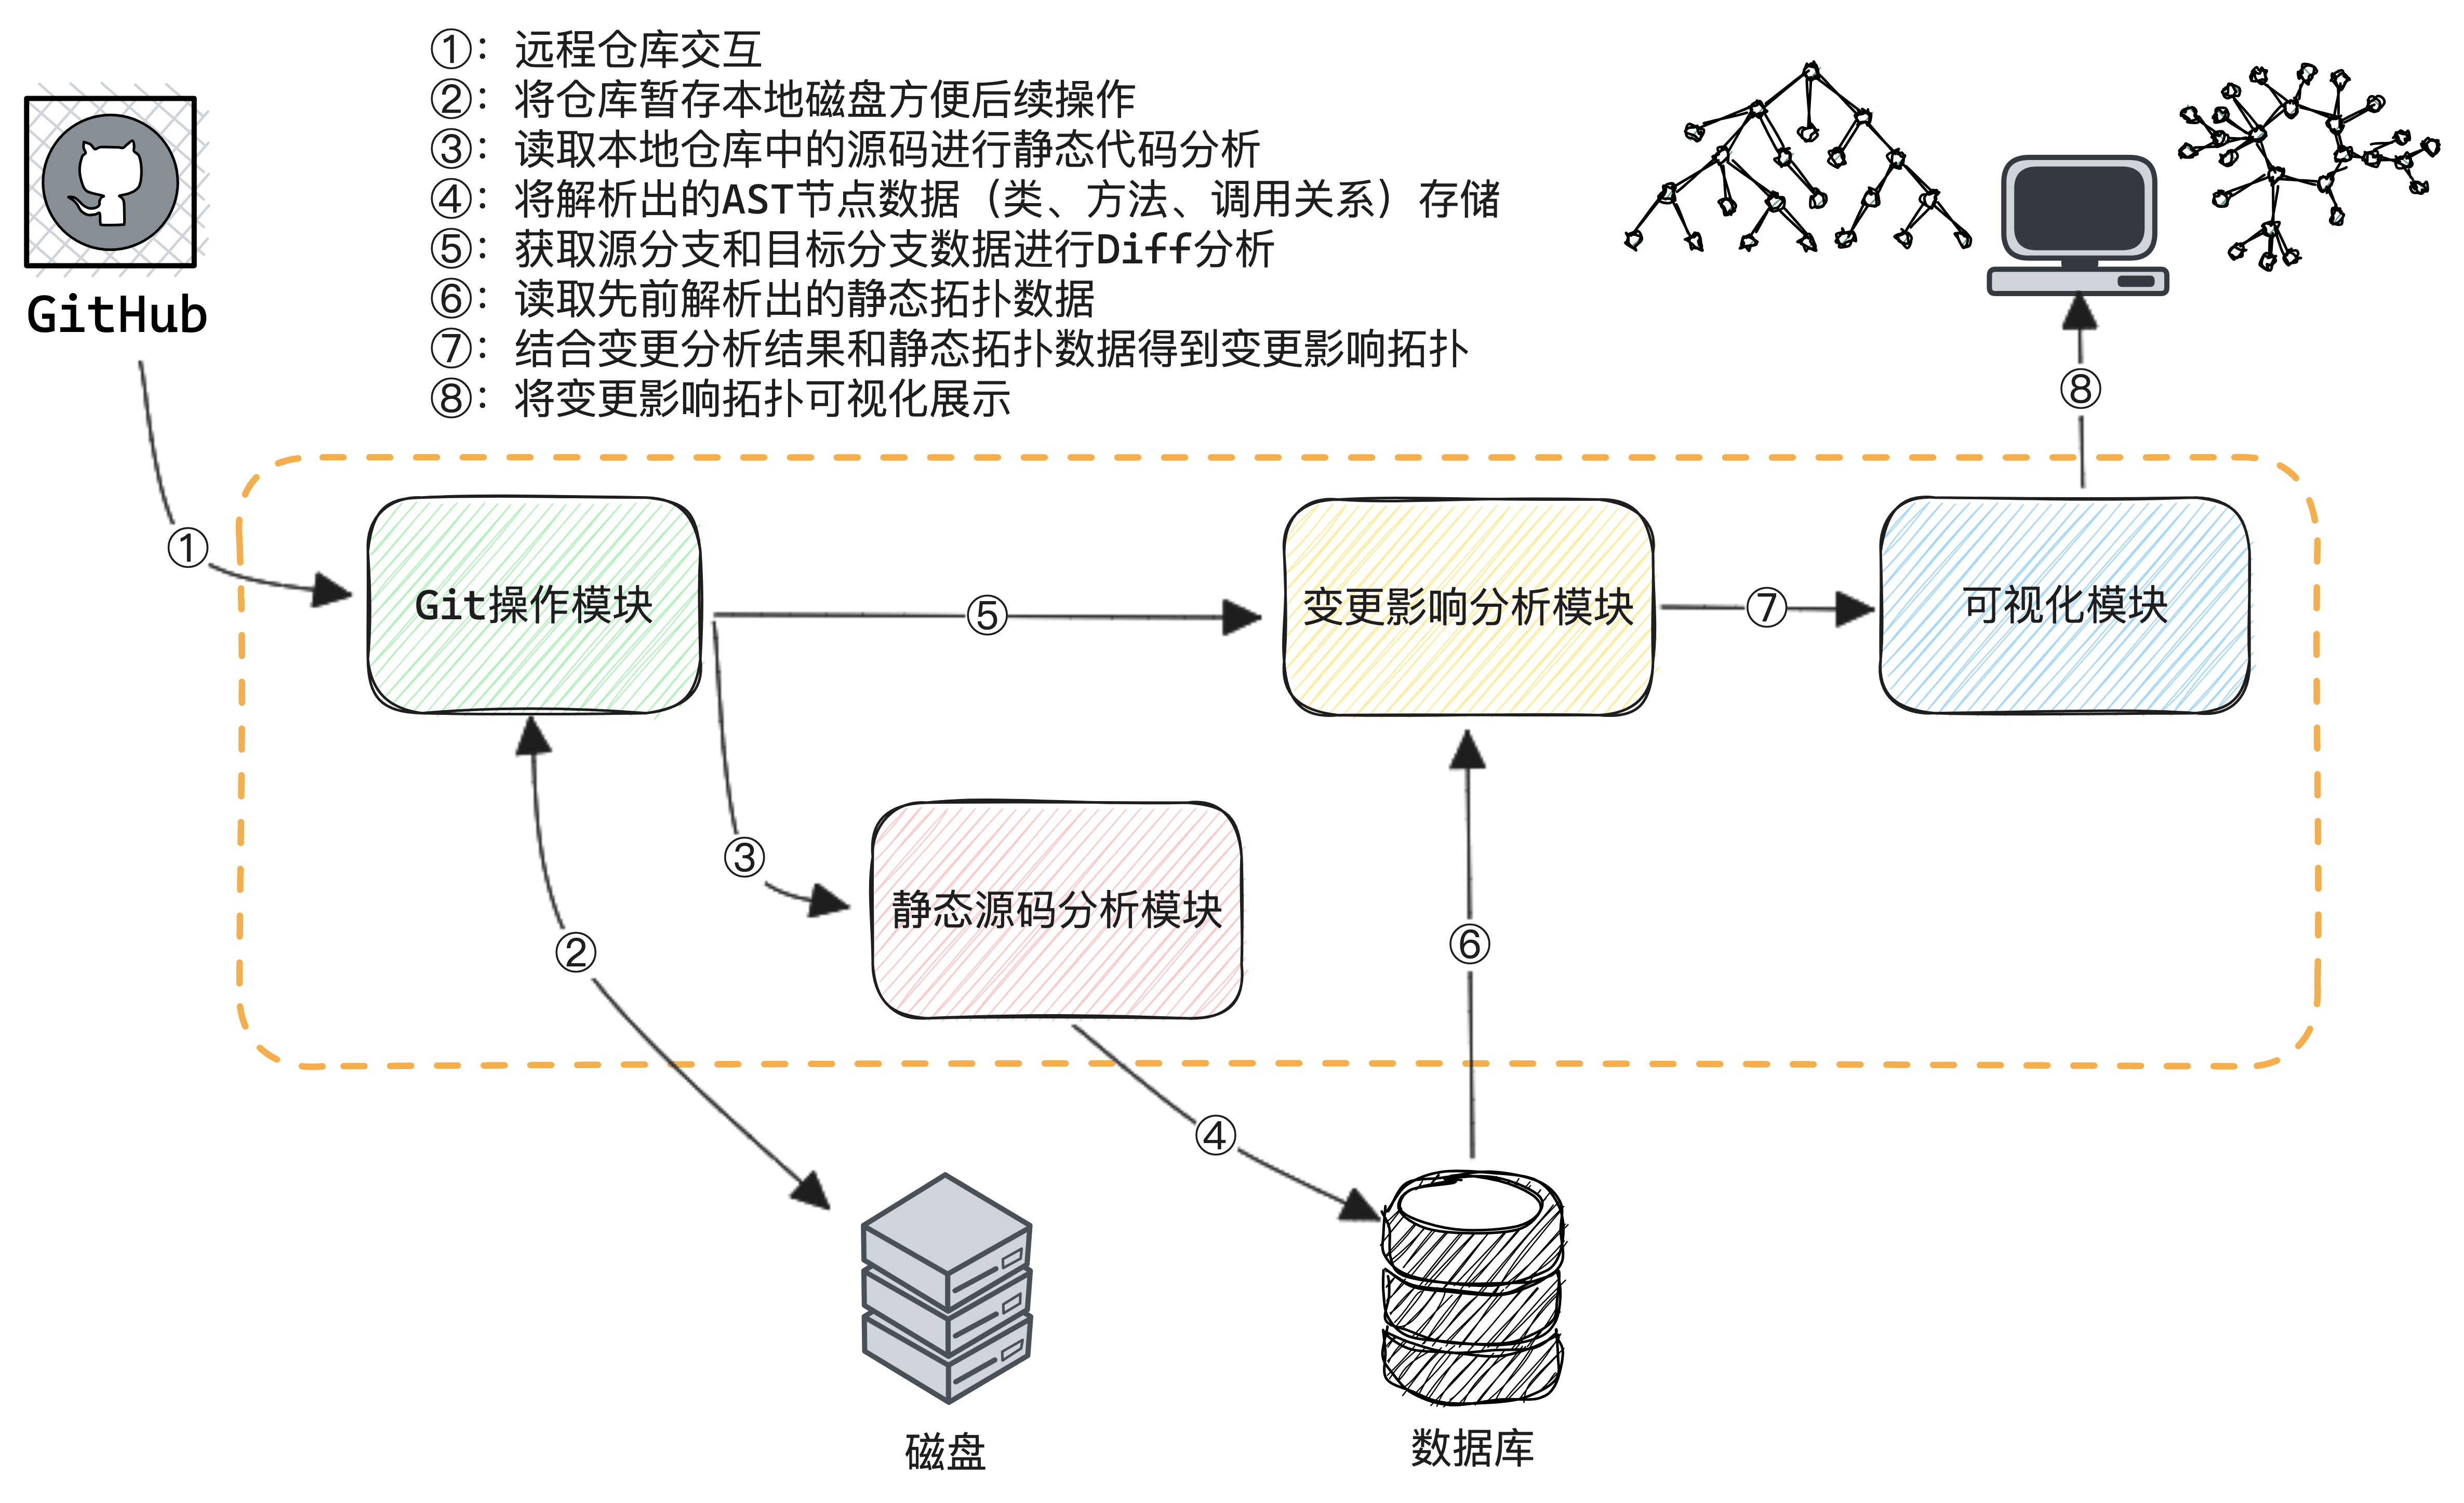 ①：远程仓库交互
②：将仓库暂存本地磁盘方便后续操作
③：读取本地仓库中的源码进行静态代码分析
④：将解析出的AST节点数据（类、方法、调用关系）存储
⑤：获取源分支和目标分支数据进行Diff分析
⑥：读取先前解析出的静态拓扑数据
⑦：结合变更分析结果和静态拓扑数据得到变更影响拓扑
⑧：将变更影响拓扑可视化展示
GitHub
⑧
①
Git操作模块
⑤
变更影响分析模块
⑦
可视化模块
③
静态源码分析模块
②
⑥
④
磁盘
数据库